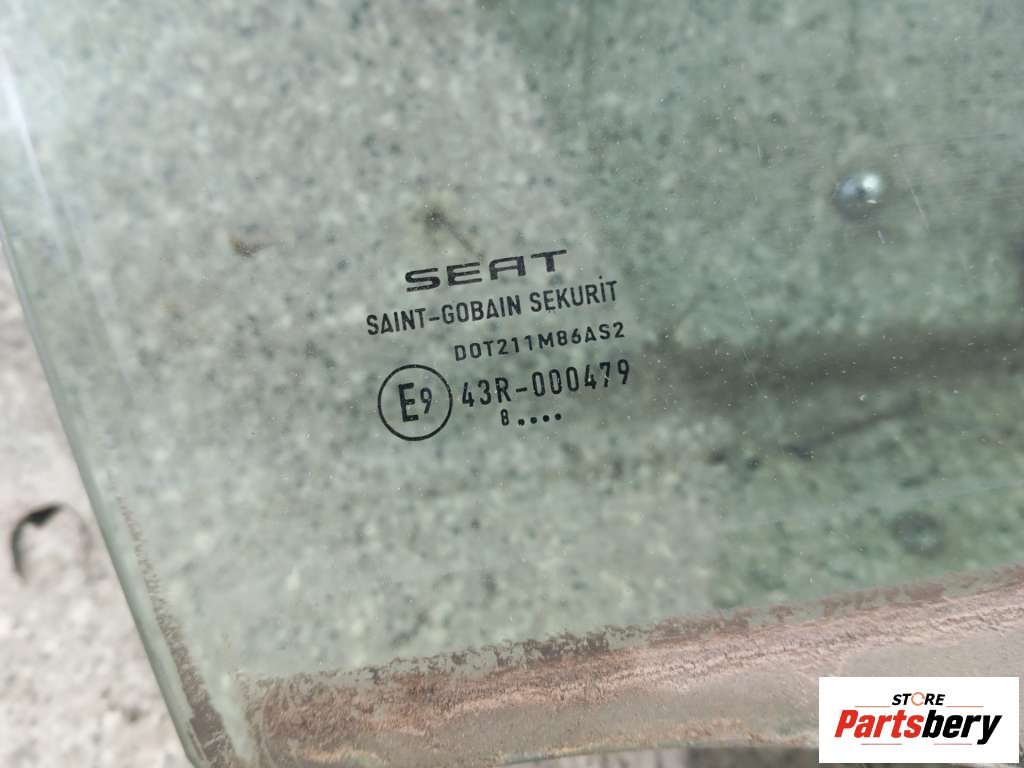 SEAT
SAINT-GOBAIN SEKURIT
DOT211M86AS2
E9 43R-000479
8....
STORE
Partsbery